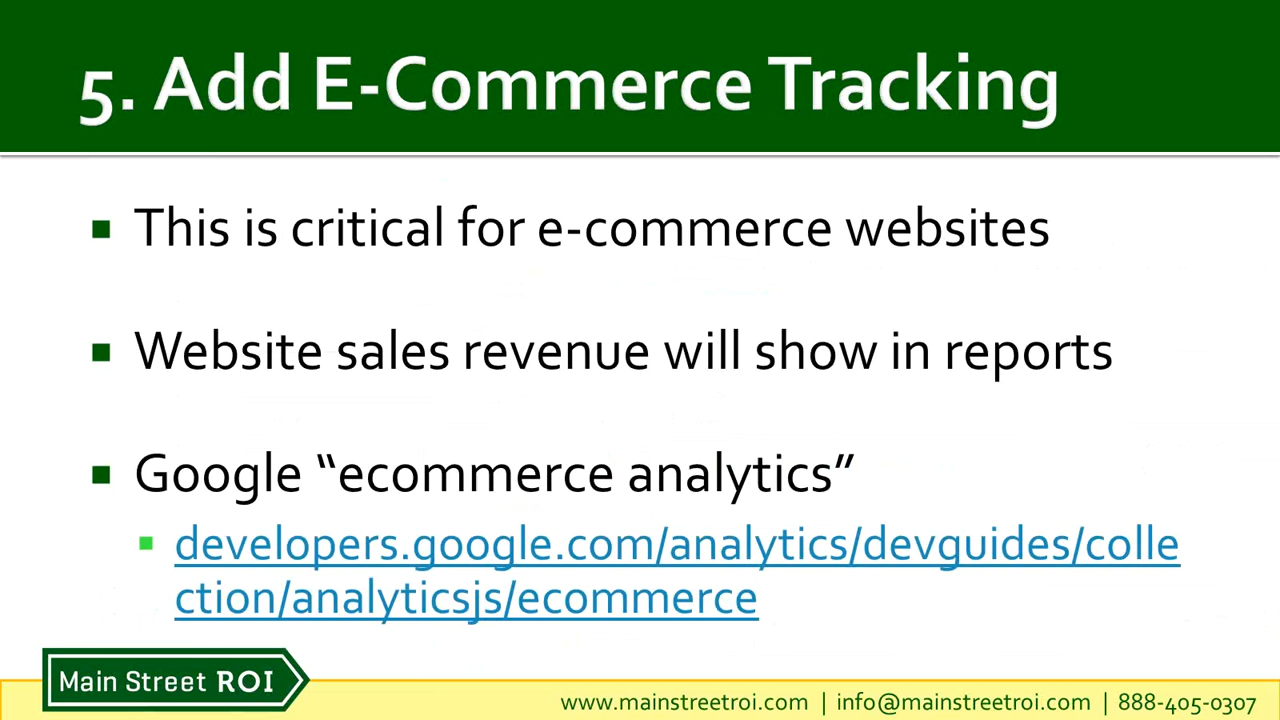 5. Add E-Commerce Tracking
This is critical for e-commerce websites
Website sales revenue will show in reports
Google “ecommerce analytics”
developers.google.com/analytics/devguides/colle
ction/analyticsjs/ecommerce
Main Street ROI
www.mainstreetroi.com | info@mainstreetroi.com | 888-405-0307